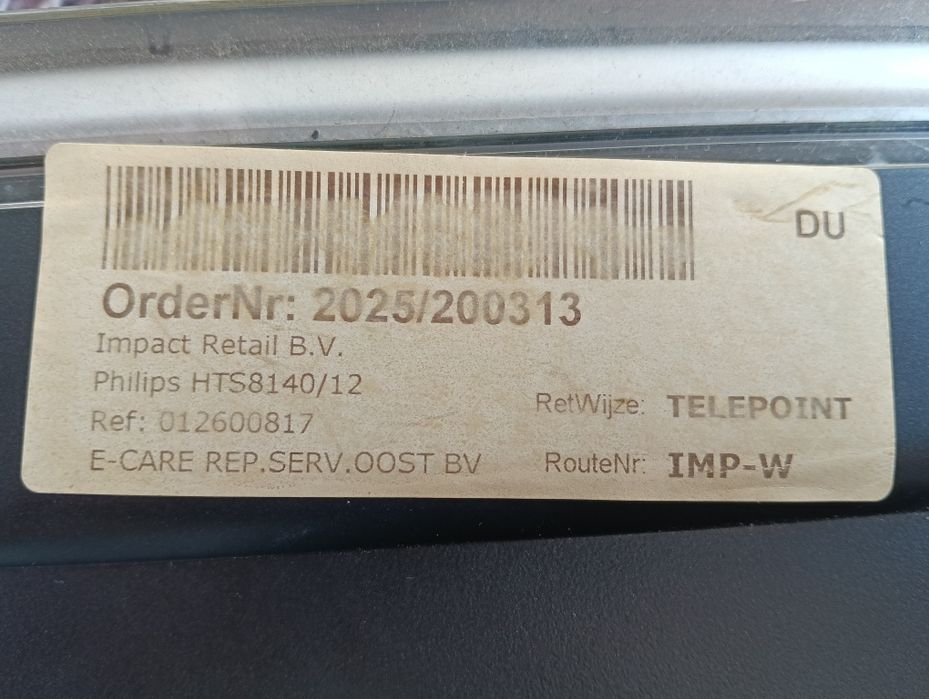 DU
OrderNr: 2025/200313
Impact Retail B.V.
Philips HTS8140/12
RetWijze: TELEPOINT
Ref: 012600817
E-CARE REP.SERV.OOST BV
RouteNr: IMP-W